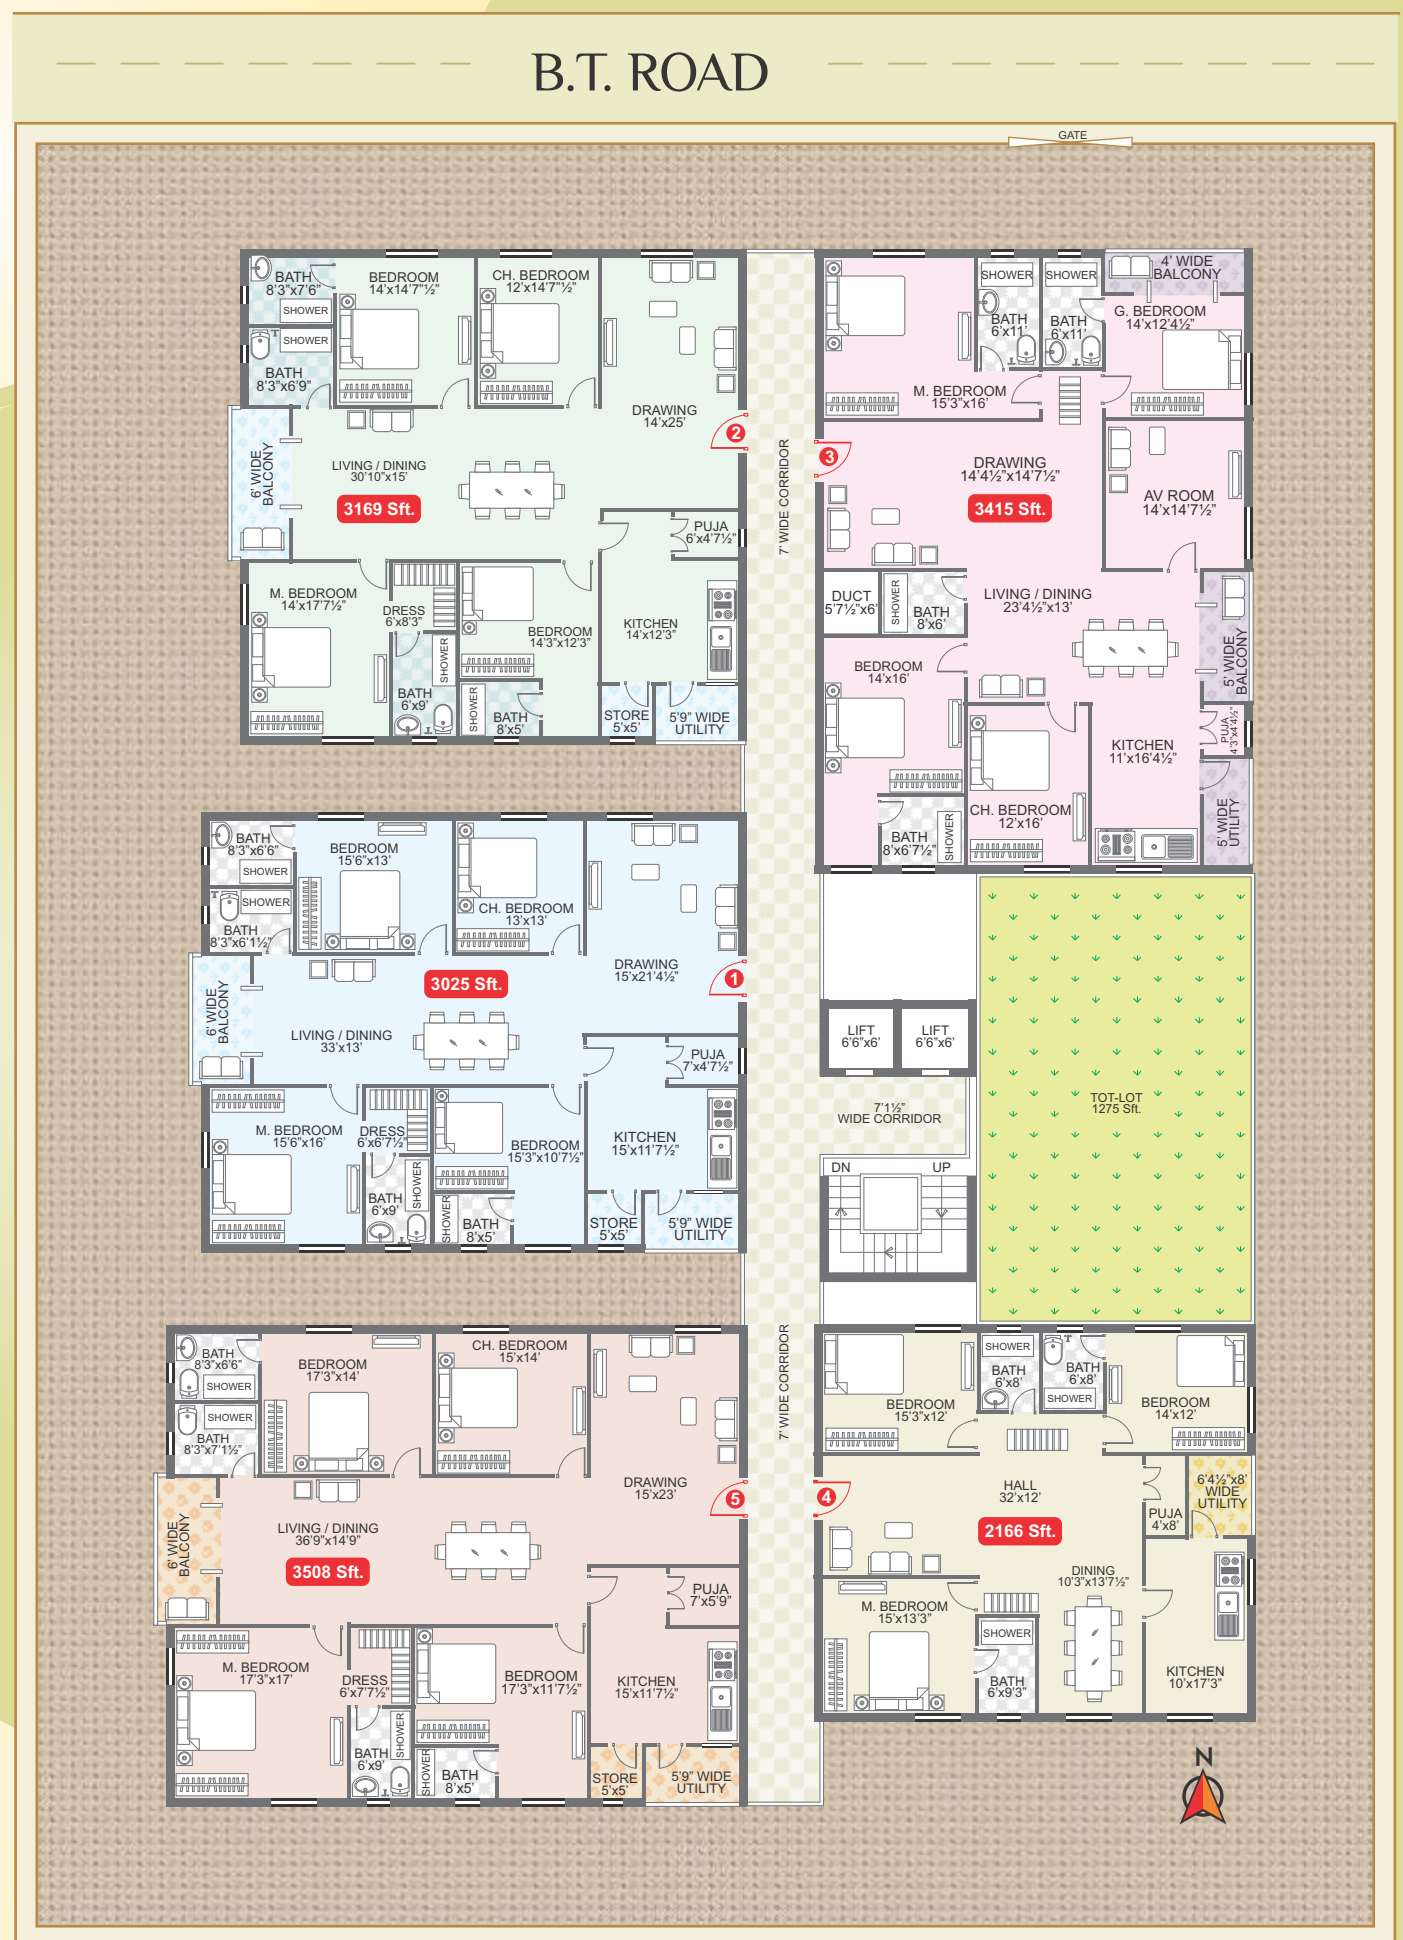 B.T. ROAD
GATE
BATH
8'3"x7'6"
SHOWER
SHOWER
BATH
8'3"x6'9"
BEDROOM
14'x14'7"½"
CH. BEDROOM
12'x14'7"½"
DRAWING
14'x25'
2
6' WIDE
BALCONY
LIVING / DINING
30'10"x15'
3169 Sft.
PUJA
6'x4'7½"
M. BEDROOM
14'x17'7½"
DRESS
6'x8'3"
SHOWER
BATH
6'x9'
BEDROOM
14'3"x12'3"
SHOWER
BATH
8'x5'
KITCHEN
14'x12'3"
STORE
5'x5'
5'9" WIDE
UTILITY
7' WIDE CORRIDOR
SHOWER
SHOWER
BATH
6'x11'
BATH
6'x11'
4' WIDE
BALCONY
G. BEDROOM
14'x12'4½"
M. BEDROOM
15'3"x16'
3
DRAWING
14'4½"x14'7½"
3415 Sft.
AV ROOM
14'x14'7½"
DUCT
5'7½"x6'
SHOWER
BATH
8'x6'
LIVING / DINING
23'4½"x13'
5' WIDE
BALCONY
BEDROOM
14'x16'
PUJA
4'3"x4'4½"
KITCHEN
11'x16'4½"
CH. BEDROOM
12'x16'
BATH
8'x6'7½"
SHOWER
5' WIDE
UTILITY
BATH
8'3"x6'6"
SHOWER
SHOWER
BATH
8'3"x6'1½"
BEDROOM
15'6"x13'
CH. BEDROOM
13'x13'
DRAWING
15'x21'4½"
1
3025 Sft.
6' WIDE
BALCONY
LIVING / DINING
33'x13'
PUJA
7'x4'7½"
M. BEDROOM
15'6"x16'
DRESS
6'x6'7½"
SHOWER
BATH
6'x9'
BEDROOM
15'3"x10'7½"
SHOWER
BATH
8'x5'
KITCHEN
15'x11'7½"
STORE
5'x5'
5'9" WIDE
UTILITY
LIFT
6'6"x6'
LIFT
6'6"x6'
7'1½"
WIDE CORRIDOR
DN
UP
TOT-LOT
1275 Sft.
BATH
8'3"x6'6"
SHOWER
SHOWER
BATH
8'3"x7'1½"
BEDROOM
17'3"x14'
CH. BEDROOM
15'x14'
DRAWING
15'x23'
5
6' WIDE
BALCONY
LIVING / DINING
36'9"x14'9"
3508 Sft.
PUJA
7'x5'9"
M. BEDROOM
17'3"x17'
DRESS
6'x7'7½"
SHOWER
BATH
6'x9'
BEDROOM
17'3"x11'7½"
SHOWER
BATH
8'x5'
KITCHEN
15'x11'7½"
STORE
5'x5'
5'9" WIDE
UTILITY
7' WIDE CORRIDOR
BEDROOM
15'3"x12'
SHOWER
BATH
6'x8'
BATH
6'x8'
SHOWER
BEDROOM
14'x12'
4
HALL
32'x12'
2166 Sft.
PUJA
4'x8'
6'4½"x8'
WIDE
UTILITY
DINING
10'3"x13'7½"
M. BEDROOM
15'x13'3"
SHOWER
BATH
6'x9'3"
KITCHEN
10'x17'3"
N